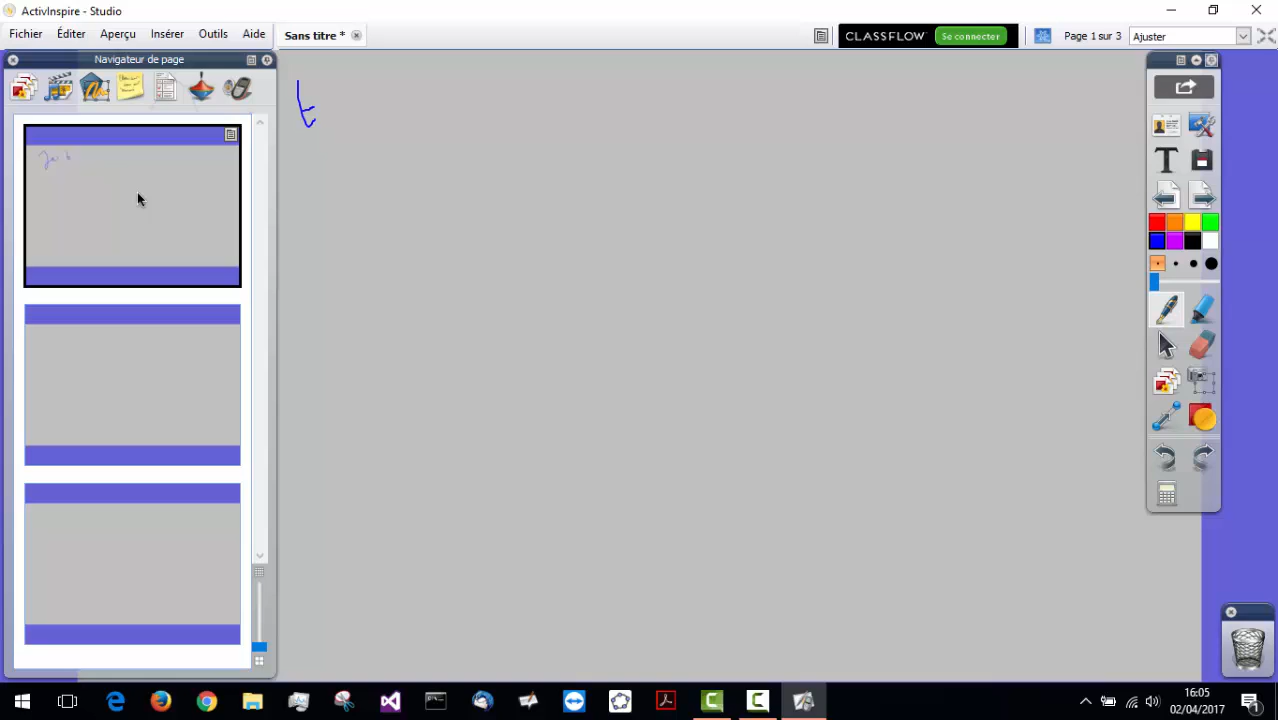 ActivInspire - Studio
Fichier Éditer Aperçu Insérer Outils Aide
Sans titre *
CLASSFLOW Se connecter
Page 1 sur 3
Ajuster
Navigateur de page
t
T
16:05
02/04/2017
1